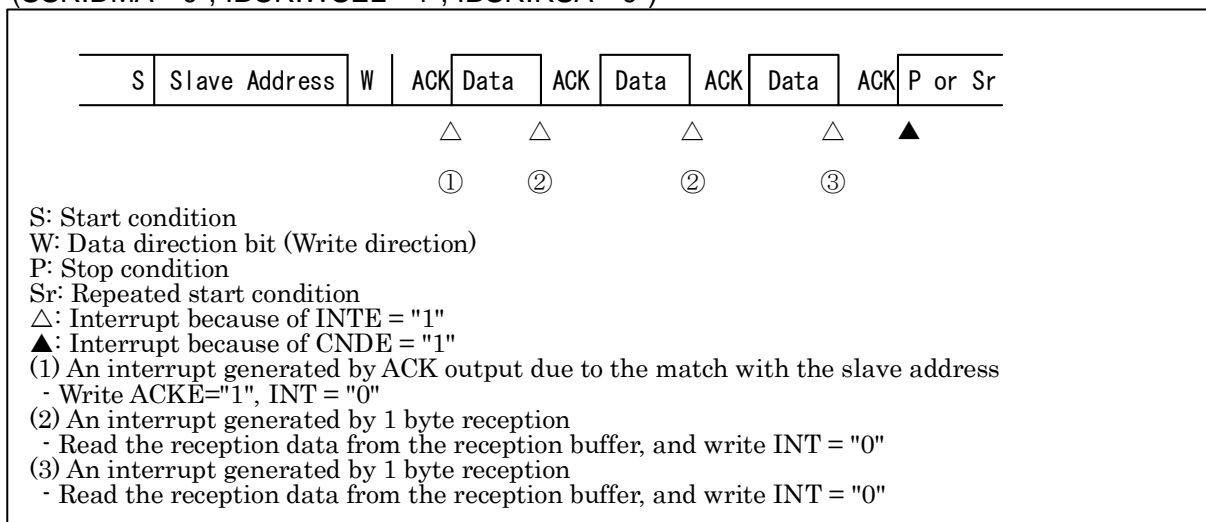 S Slave Address W ACK Data ACK Data ACK Data ACK P or Sr
△ △ △ △ ▲
① ② ② ③
S: Start condition
W: Data direction bit (Write direction)
P: Stop condition
Sr: Repeated start condition
△: Interrupt because of INTE = "1"
▲: Interrupt because of CNDE = "1"
(1) An interrupt generated by ACK output due to the match with the slave address
- Write ACKE="1", INT = "0"
(2) An interrupt generated by 1 byte reception
- Read the reception data from the reception buffer, and write INT = "0"
(3) An interrupt generated by 1 byte reception
- Read the reception data from the reception buffer, and write INT = "0"